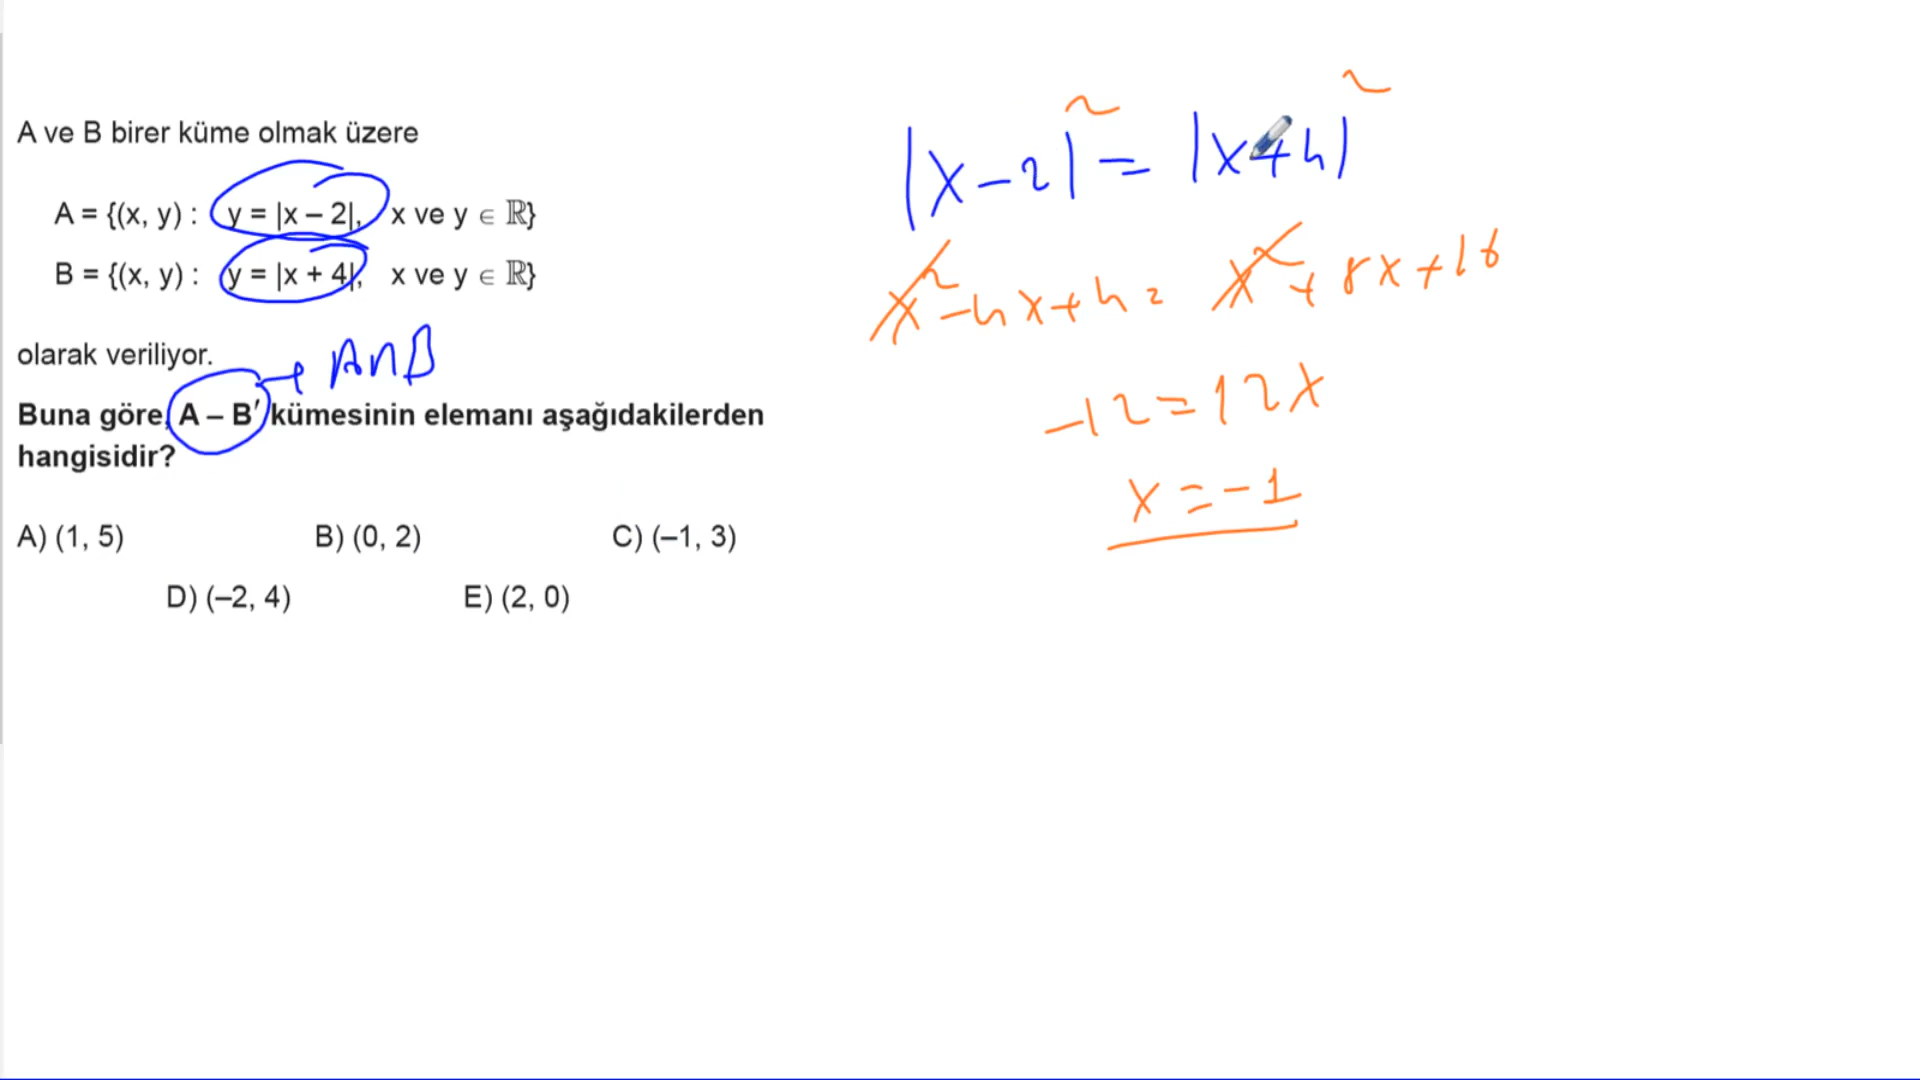 A ve B birer küme olmak üzere
A = {(x, y) : y = |x – 2|, x ve y ∈ ℝ}
B = {(x, y) : y = |x + 4|, x ve y ∈ ℝ}
olarak veriliyor.
A∩B
Buna göre, A – B′ kümesinin elemanı aşağıdakilerden
hangisidir?
A) (1, 5) B) (0, 2) C) (–1, 3)
D) (–2, 4) E) (2, 0)
|x-2|² = |x+4|²
x²-4x+4 = x²+8x+16
-12=12x
x=-1